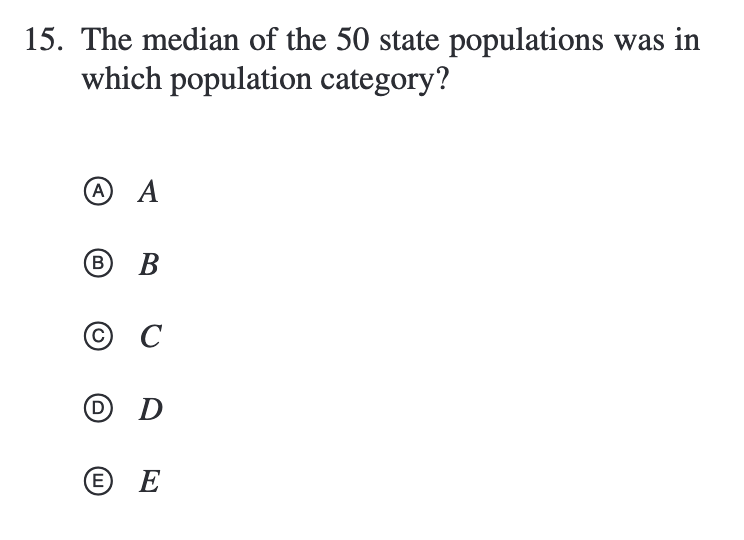 15. The median of the 50 state populations was in
which population category?
Ⓐ A
Ⓑ B
Ⓒ C
Ⓓ D
Ⓔ E